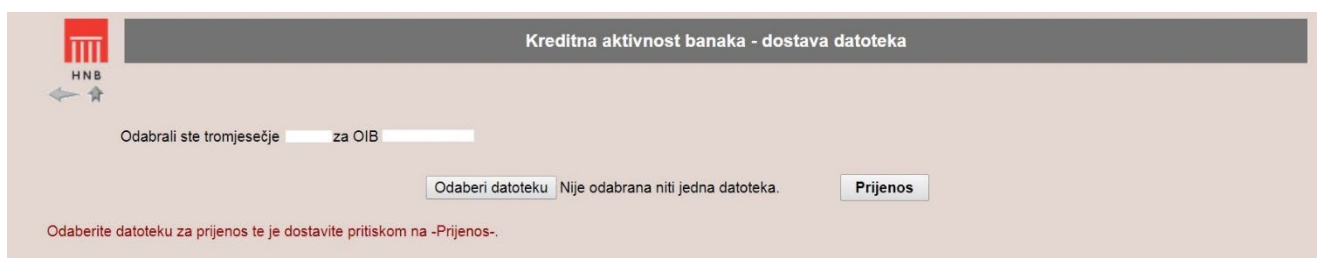 Kreditna aktivnost banaka - dostava datoteka
HNB
Odabrali ste tromjesečje za OIB
Odaberi datoteku Nije odabrana niti jedna datoteka. Prijenos
Odaberite datoteku za prijenos te je dostavite pritiskom na -Prijenos-.